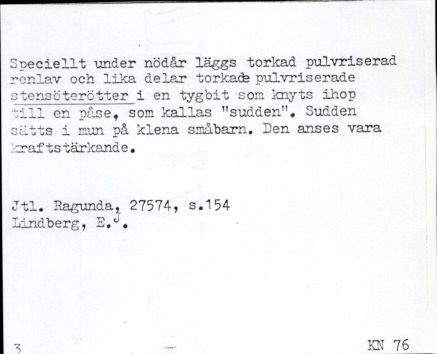 Speciellt under nödår läggs torkad pulvriserad
renlav och lika delar torkade pulvriserade
stensöterötter i en tygbit som knyts ihop
till en påse, som kallas "sudden". Sudden
sätts i mun på klena småbarn. Den anses vara
kraftstärkande.
Jtl. Ragunda, 27574, s.154
Lindberg, E.J.
3 KN 76